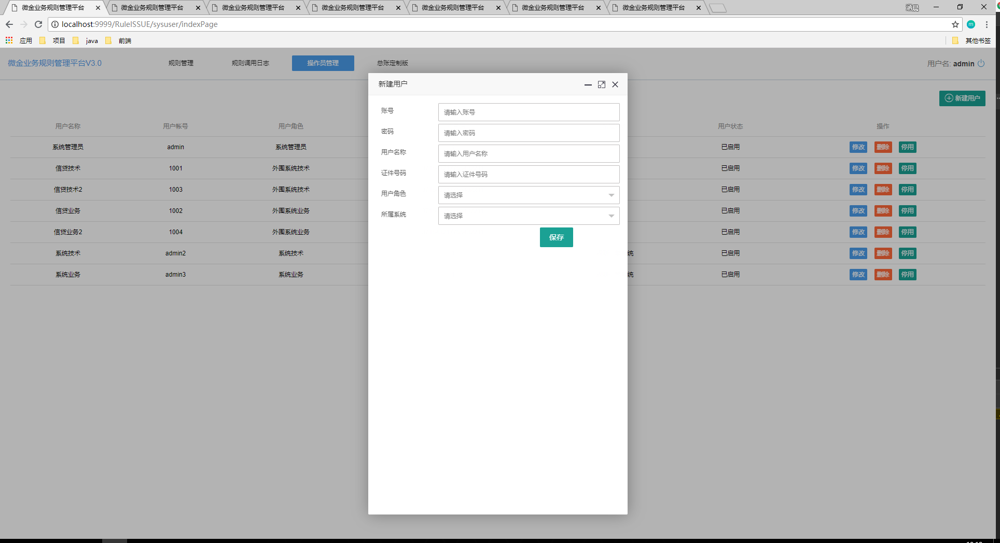 微金业务规则管理平台 微金业务规则管理平台 微金业务规则管理平台 微金业务规则管理平台 微金业务规则管理平台 微金业务规则管理平台 微金业务规则管理平台 涵晨
localhost:9999/RuleISSUE/sysuser/indexPage m
应用 项目 java 前端 其他书签
微金业务规则管理平台V3.0 规则管理 规则调用日志 操作员管理 总账定制版 用户名: admin
新建用户
新建用户
账号 请输入账号
密码 请输入密码
用户名称 请输入用户名称
证件号码 请输入证件号码
用户角色 请选择
所属系统 请选择
保存
用户名称 用户帐号 用户角色 用户状态 操作
系统管理员 admin 系统管理员 已启用 修改 删除 停用
信贷技术 1001 外围系统技术 已启用 修改 删除 停用
信贷技术2 1003 外围系统技术 已启用 修改 删除 停用
信贷业务 1002 外围系统业务 已启用 修改 删除 停用
信贷业务2 1004 外围系统业务 已启用 修改 删除 停用
系统技术 admin2 系统技术 统 已启用 修改 删除 停用
系统业务 admin3 系统业务 统 已启用 修改 删除 停用